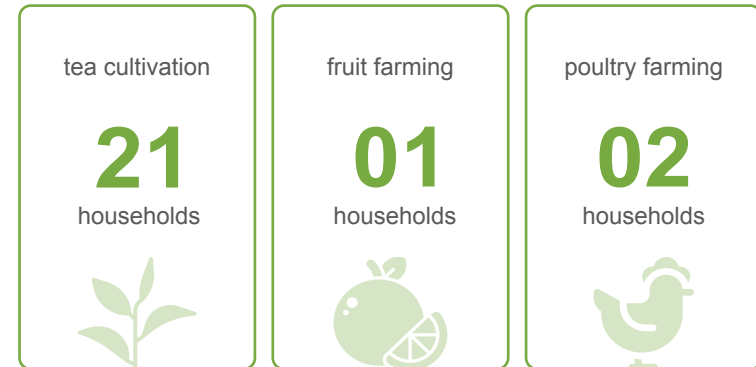 tea cultivation
21
households
fruit farming
01
households
poultry farming
02
households